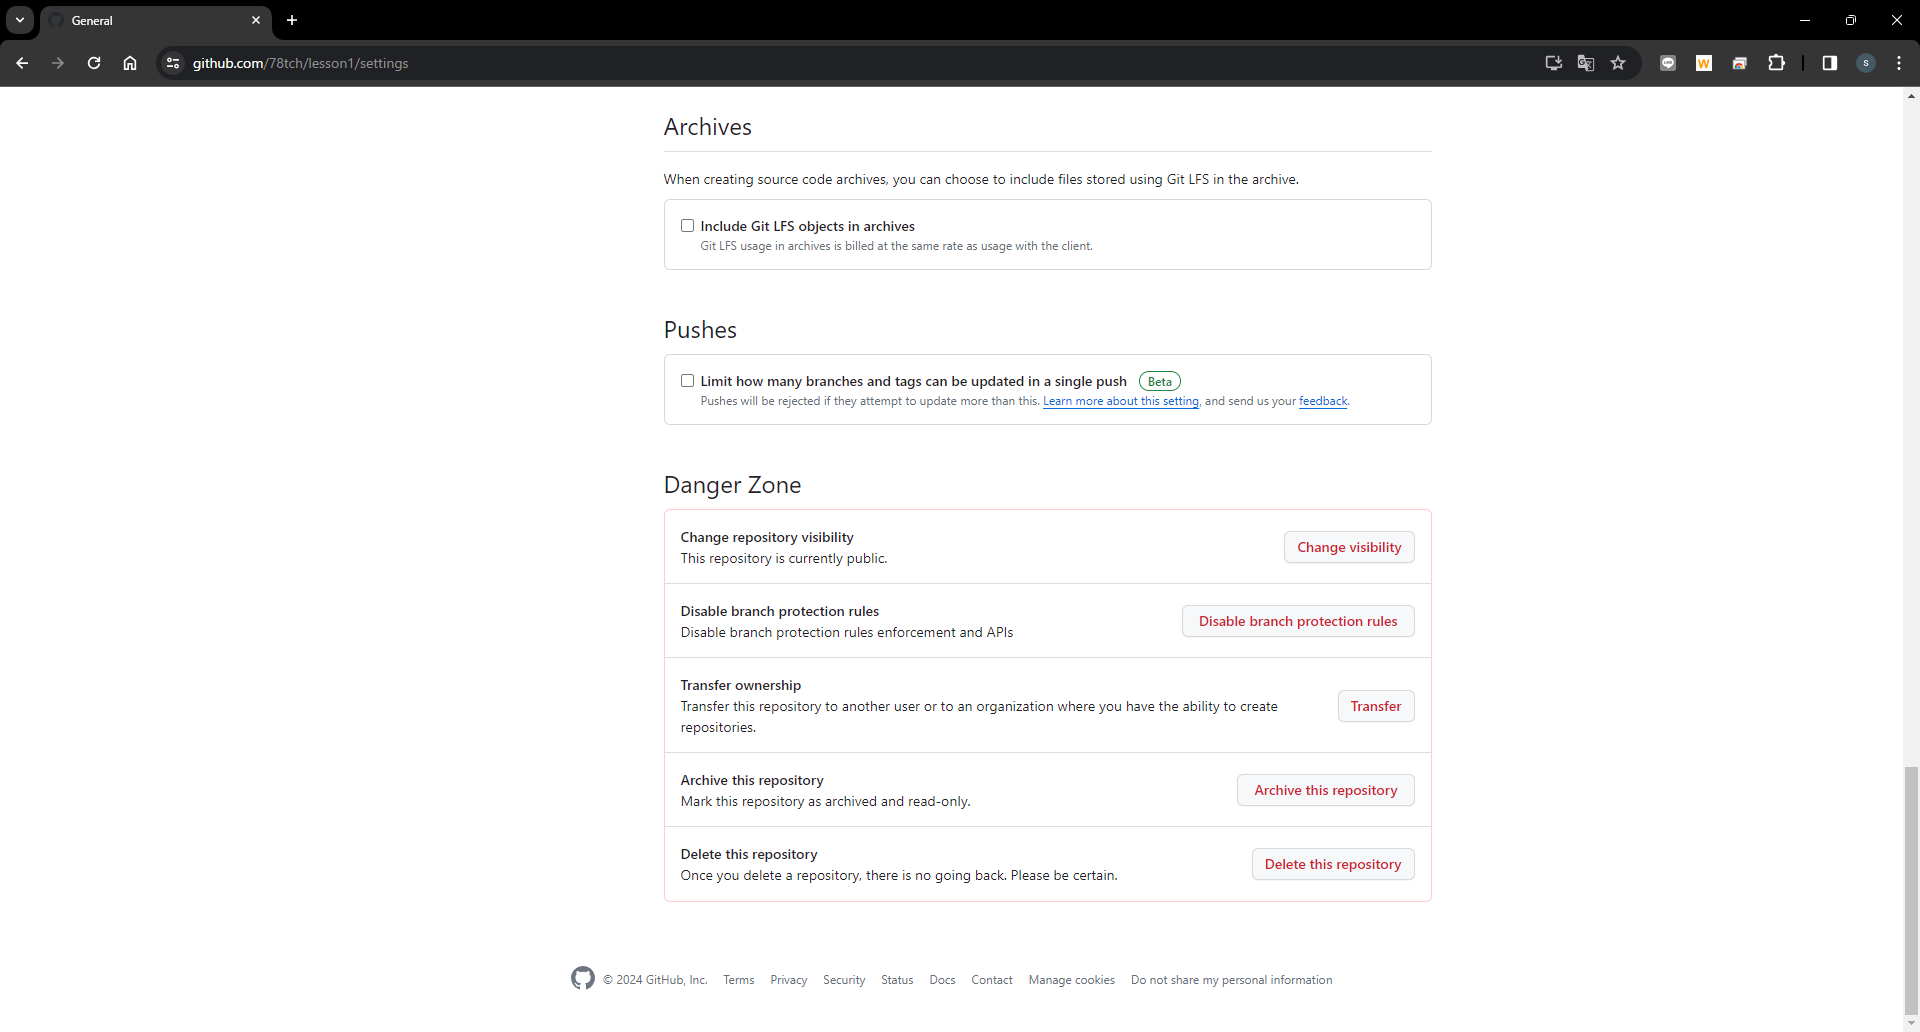 General
github.com/78tch/lesson1/settings
W
S
Archives
When creating source code archives, you can choose to include files stored using Git LFS in the archive.
Include Git LFS objects in archives
Git LFS usage in archives is billed at the same rate as usage with the client.
Pushes
Limit how many branches and tags can be updated in a single push Beta
Pushes will be rejected if they attempt to update more than this. Learn more about this setting, and send us your feedback.
Danger Zone
Change repository visibility
This repository is currently public.
Change visibility
Disable branch protection rules
Disable branch protection rules enforcement and APIs
Disable branch protection rules
Transfer ownership
Transfer this repository to another user or to an organization where you have the ability to create
repositories.
Transfer
Archive this repository
Mark this repository as archived and read-only.
Archive this repository
Delete this repository
Once you delete a repository, there is no going back. Please be certain.
Delete this repository
© 2024 GitHub, Inc. Terms Privacy Security Status Docs Contact Manage cookies Do not share my personal information